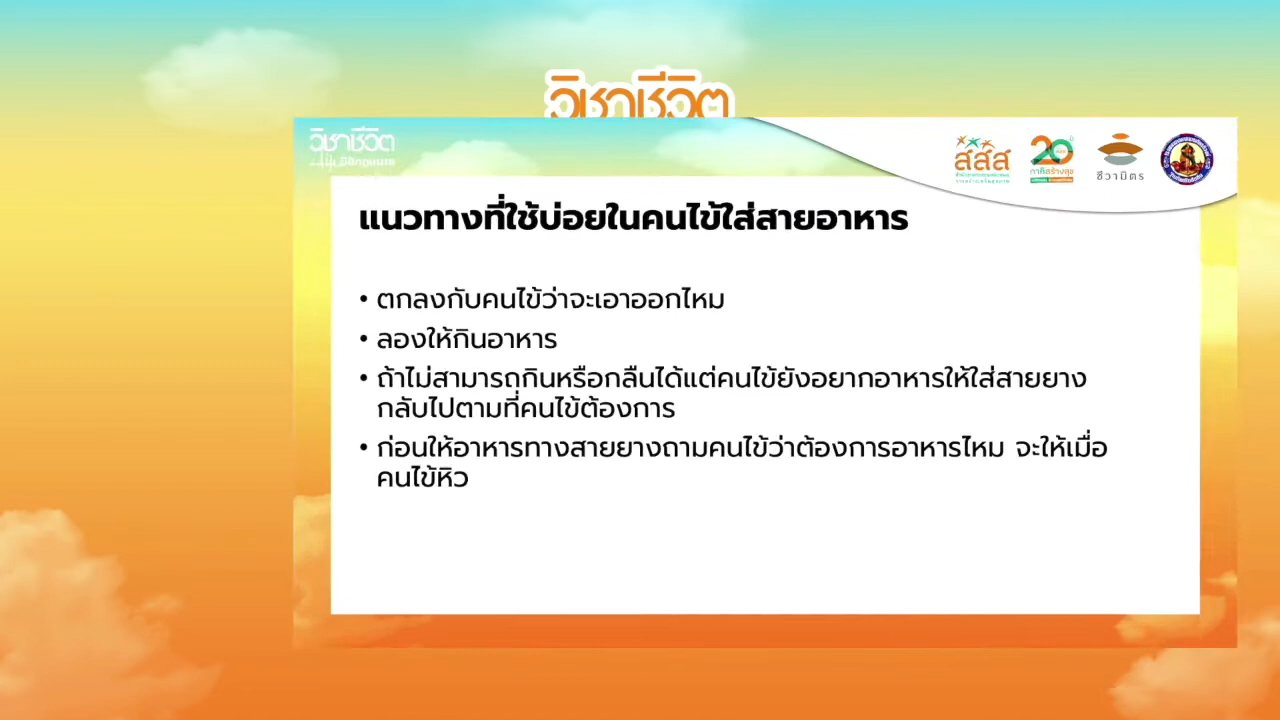 วิชาชีวิต
วิชาชีวิต
สสส
20
ชีวามิตร
แนวทางที่ใช้บ่อยในคนไข้ใส่สายอาหาร
• ตกลงกับคนไข้ว่าจะเอาออกไหม
• ลองให้กินอาหาร
• ถ้าไม่สามารถกินหรือกลืนได้แต่คนไข้ยังอยากอาหารให้ใส่สายยาง
กลับไปตามที่คนไข้ต้องการ
• ก่อนให้อาหารทางสายยางถามคนไข้ว่าต้องการอาหารไหม จะให้เมื่อ
คนไข้หิว